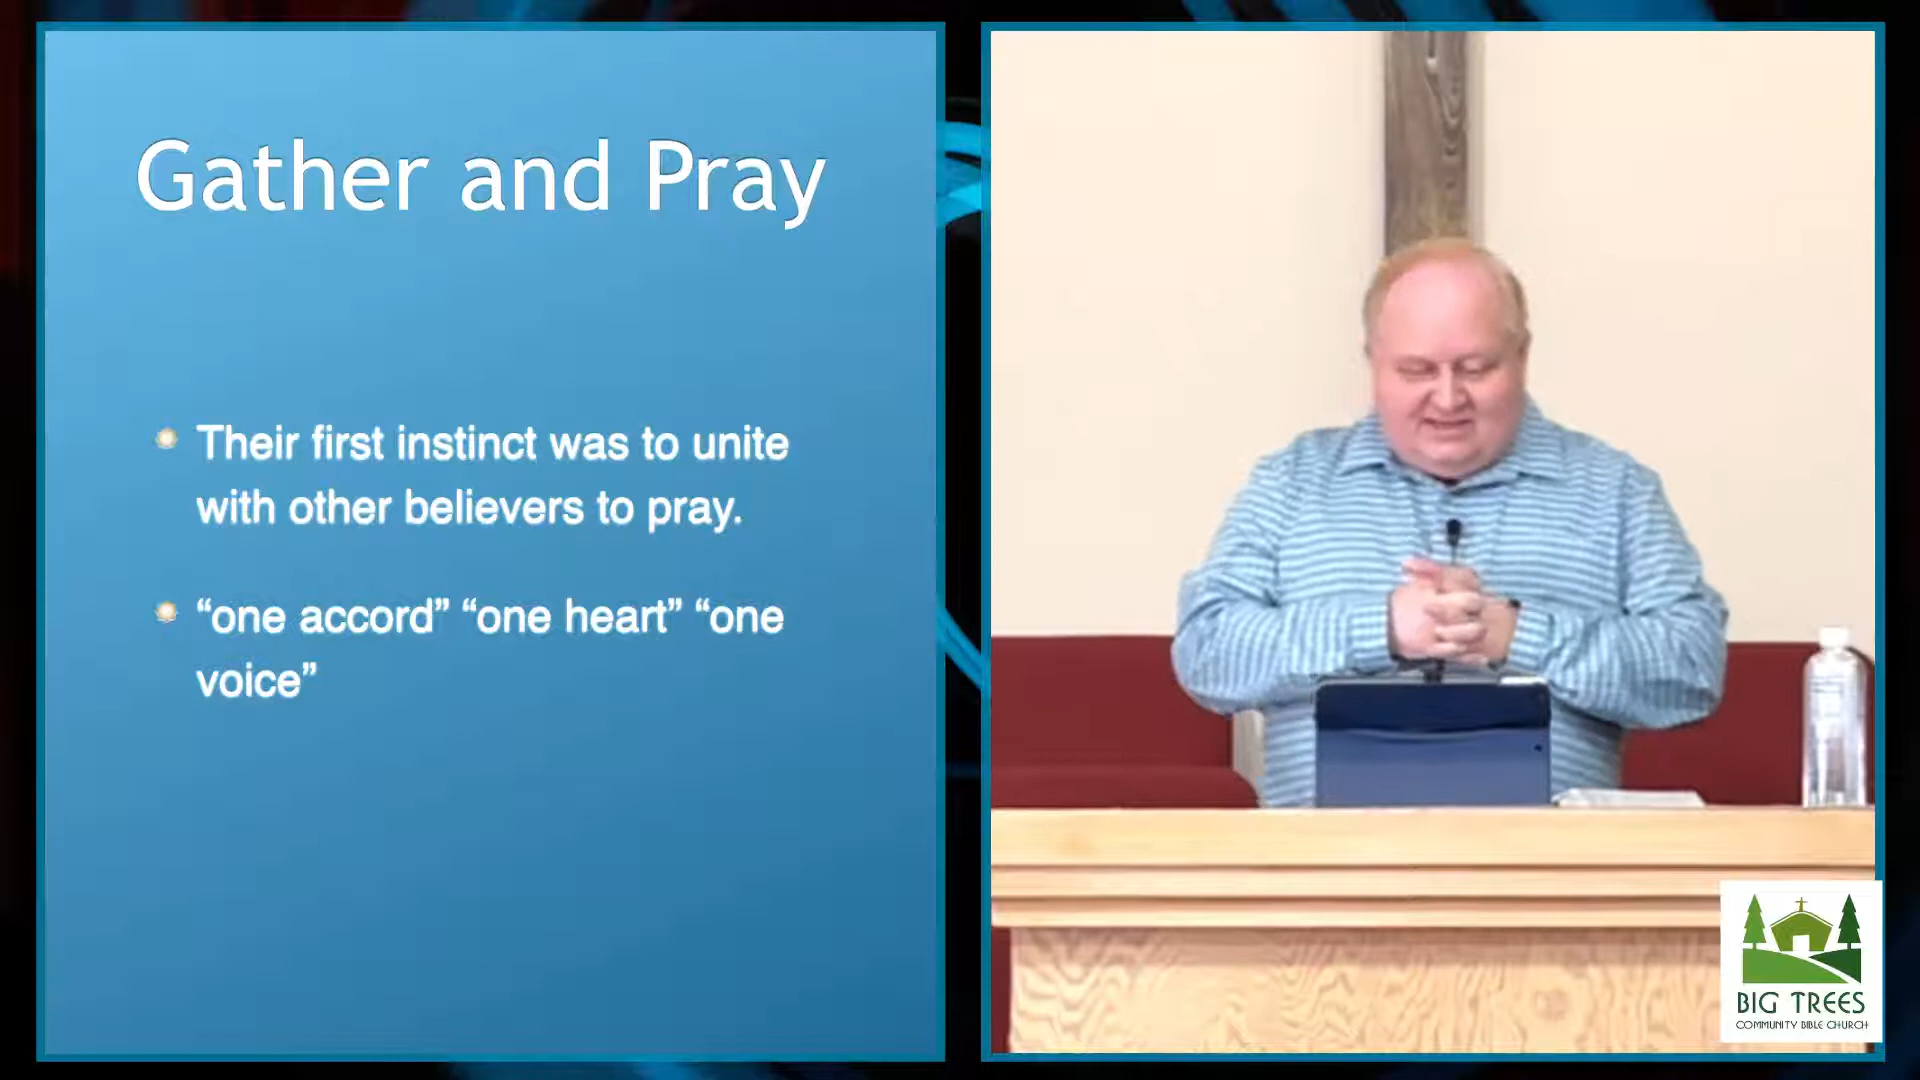 Gather and Pray
Their first instinct was to unite
with other believers to pray.
“one accord” “one heart” “one
voice”
BIG TREES
COMMUNITY BIBLE CHURCH